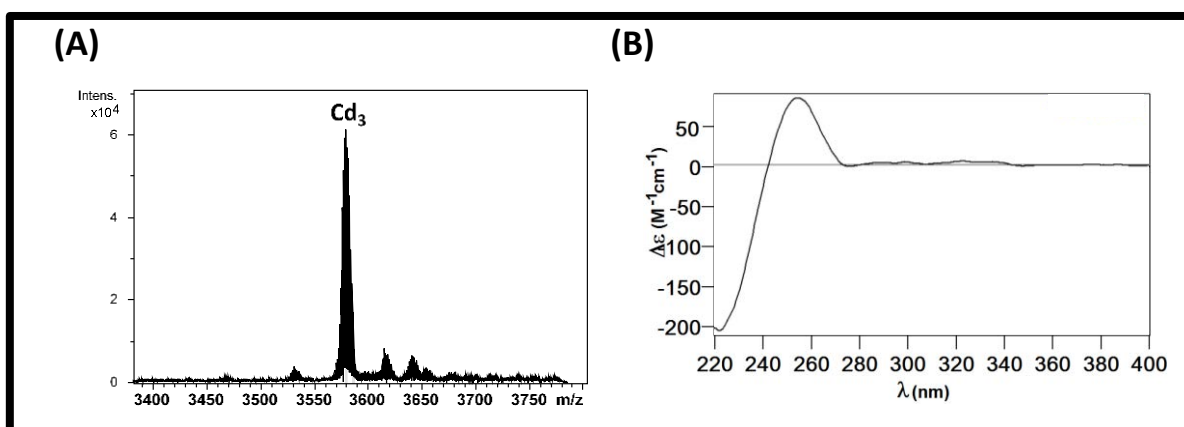 (A)
Intens.
x10⁴
Cd₃
6
4
2
0
3400 3450 3500 3550 3600 3650 3700 3750 m/z
(B)
50
0
-50
-100
-150
-200
Δε (M⁻¹cm⁻¹)
220 240 260 280 300 320 340 360 380 400
λ (nm)